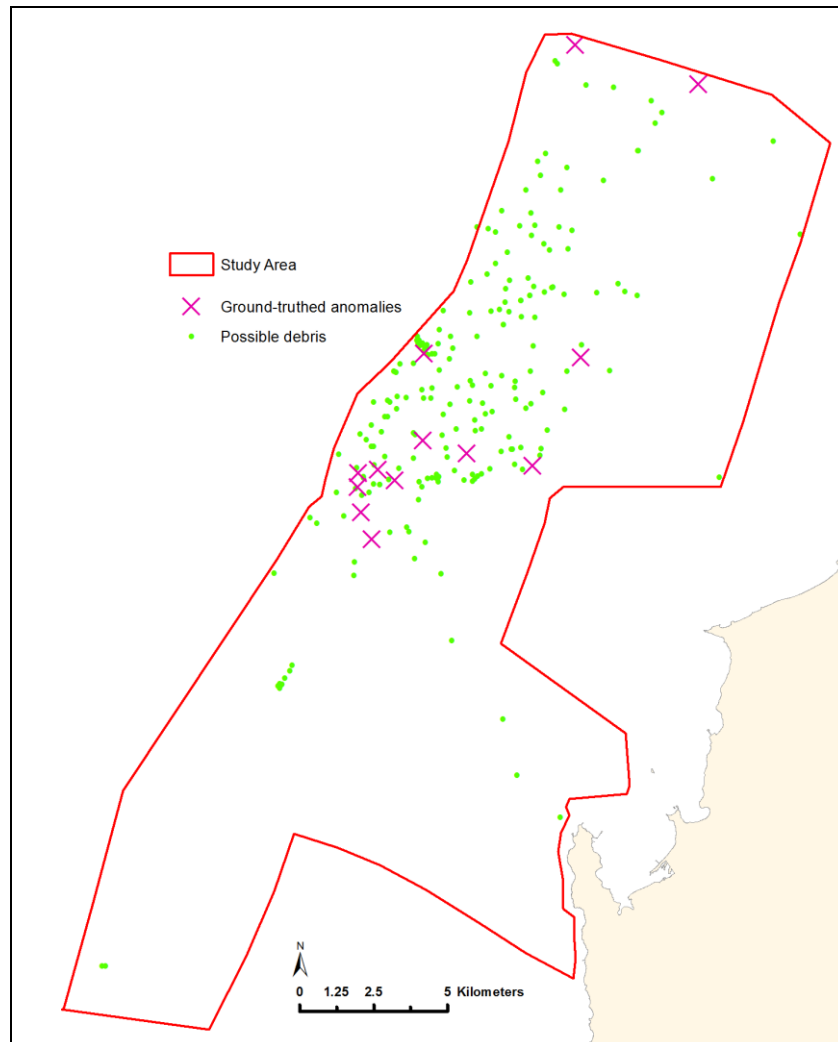 Study Area
Ground-truthed anomalies
Possible debris
N
0 1.25 2.5 5 Kilometers